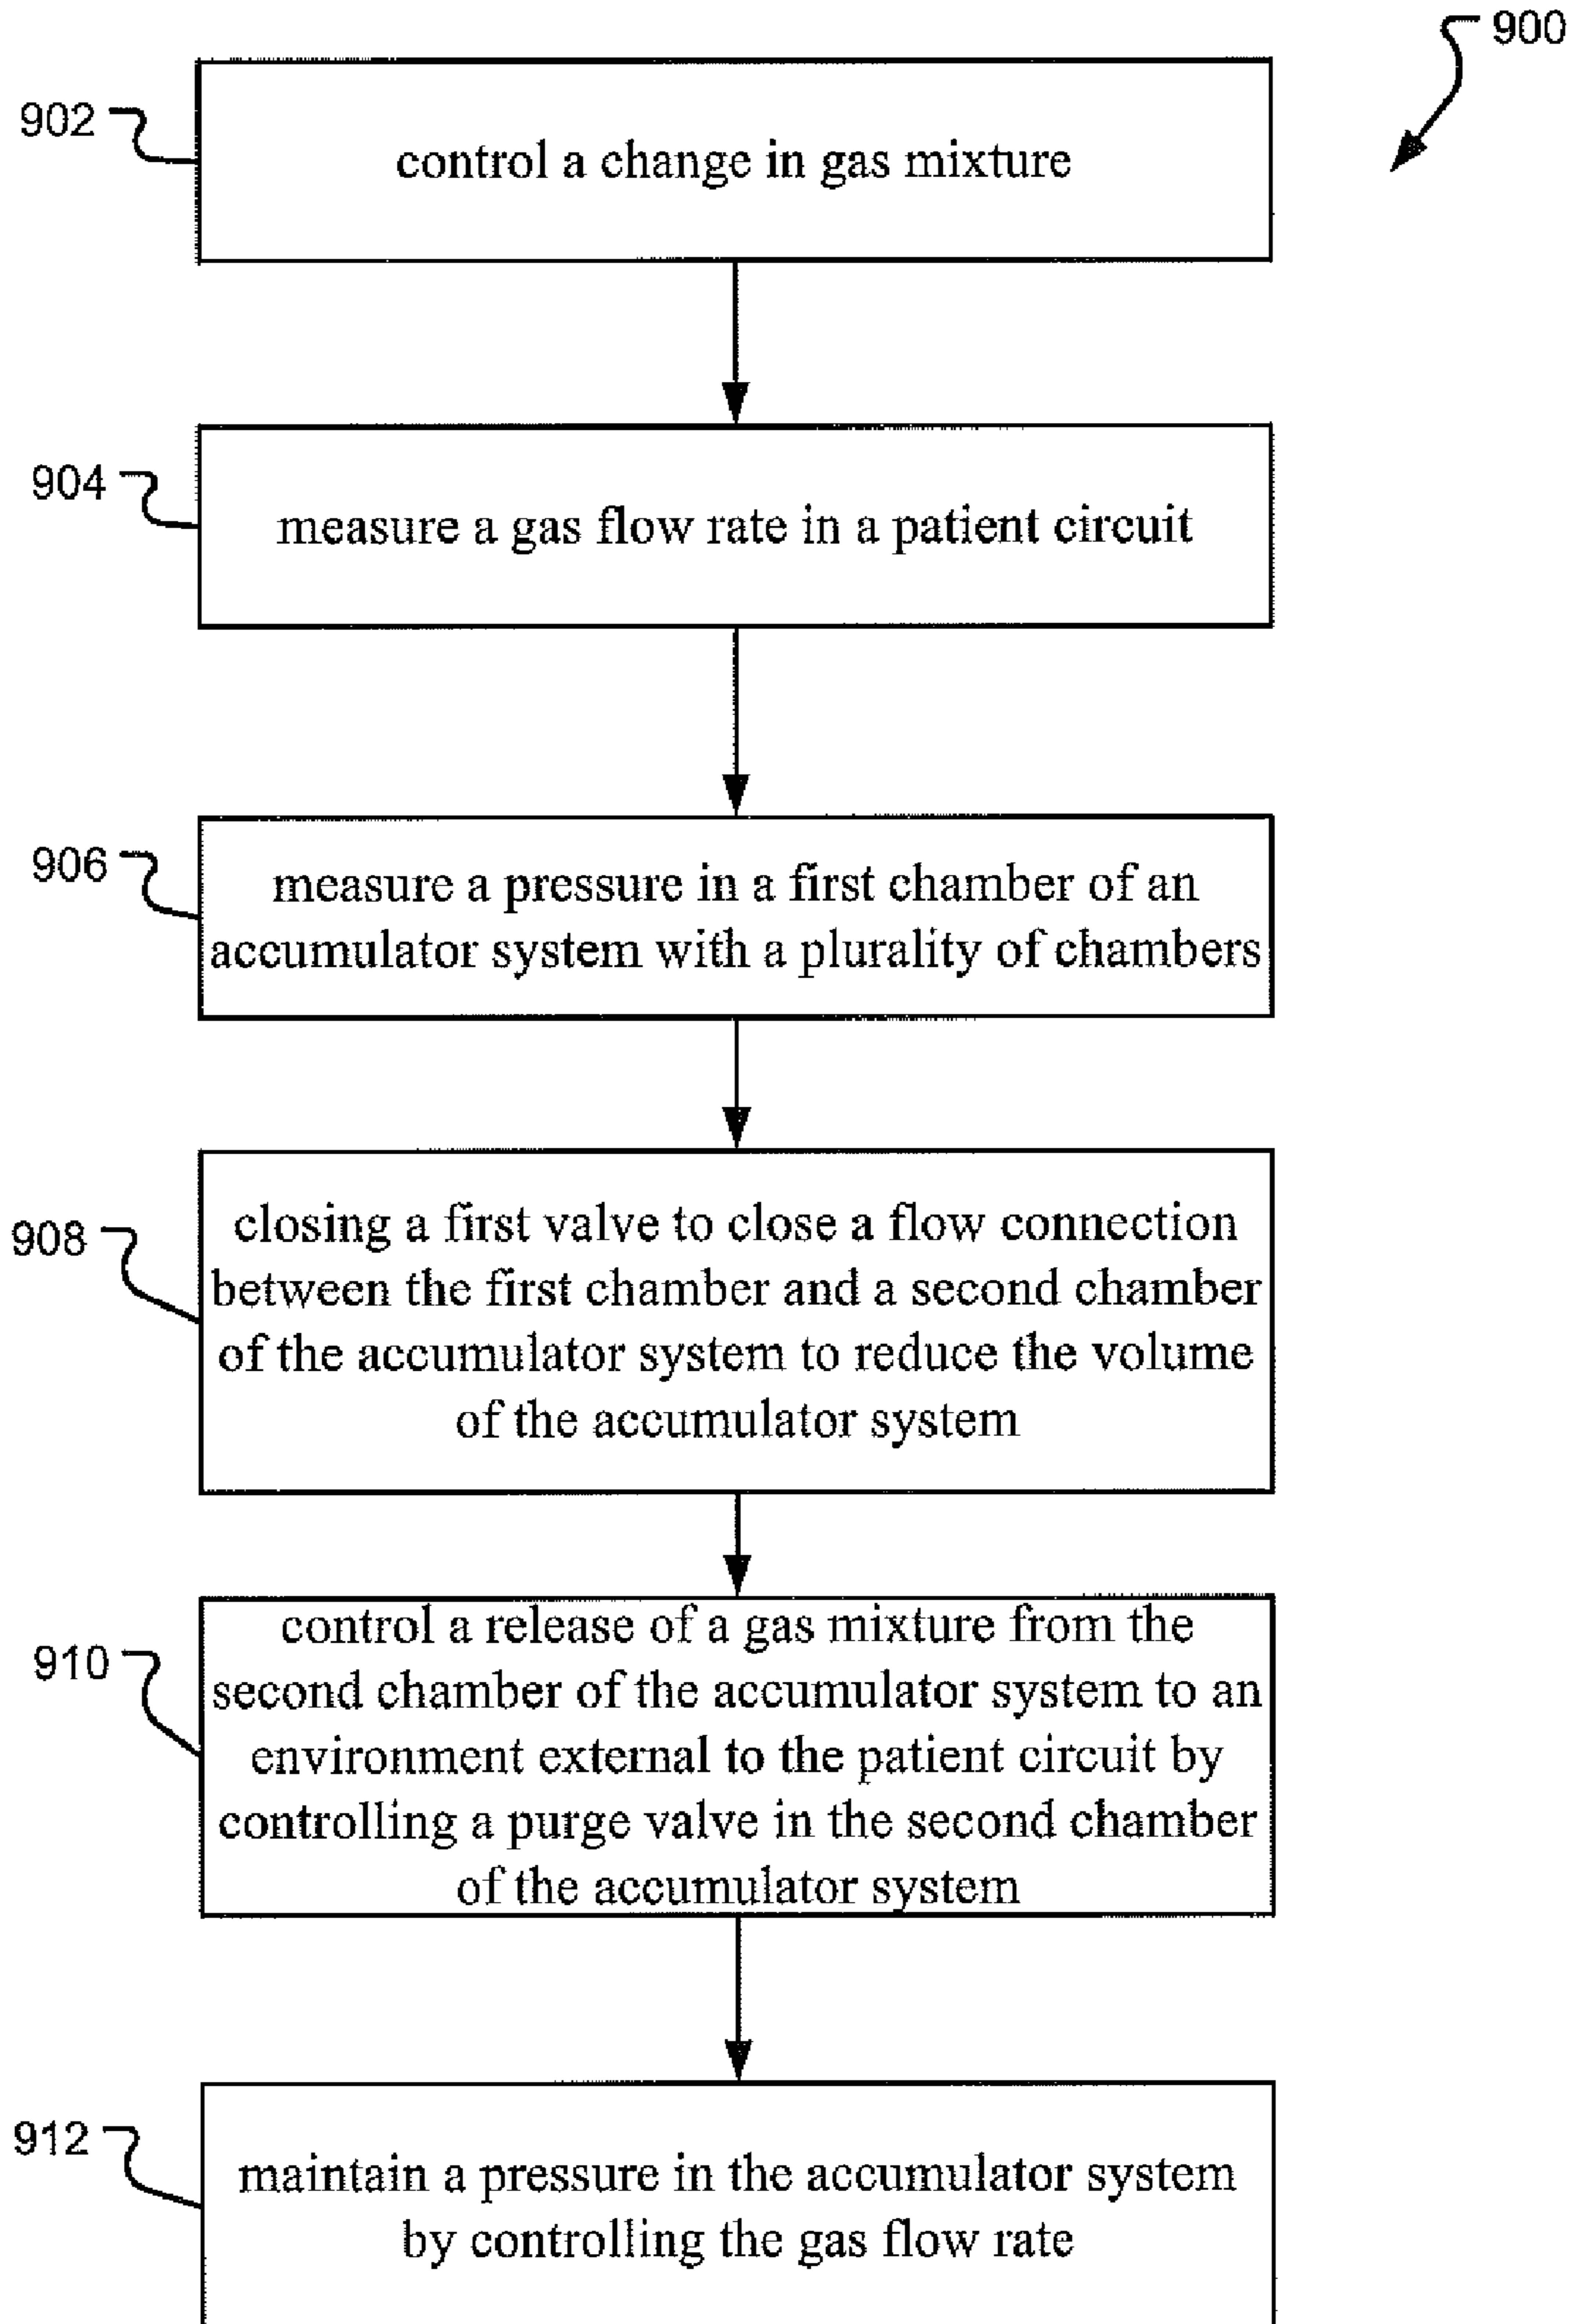 900
902
control a change in gas mixture
904
measure a gas flow rate in a patient circuit
906
measure a pressure in a first chamber of an
accumulator system with a plurality of chambers
908
closing a first valve to close a flow connection
between the first chamber and a second chamber
of the accumulator system to reduce the volume
of the accumulator system
910
control a release of a gas mixture from the
second chamber of the accumulator system to an
environment external to the patient circuit by
controlling a purge valve in the second chamber
of the accumulator system
912
maintain a pressure in the accumulator system
by controlling the gas flow rate